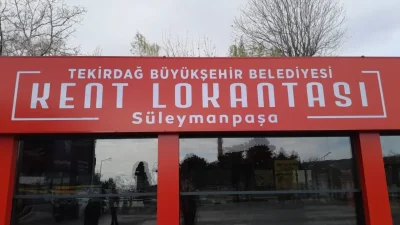 TEKİRDAĞ BÜYÜKŞEHİR BELEDİYESİ
KENT LOKANTASI
Süleymanpaşa